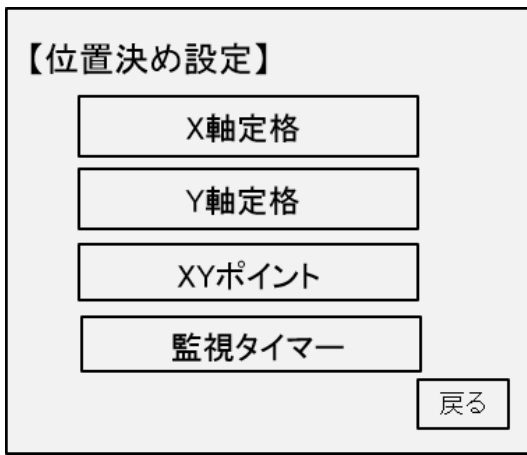 【位置決め設定】
X軸定格
Y軸定格
XYポイント
監視タイマー
戻る